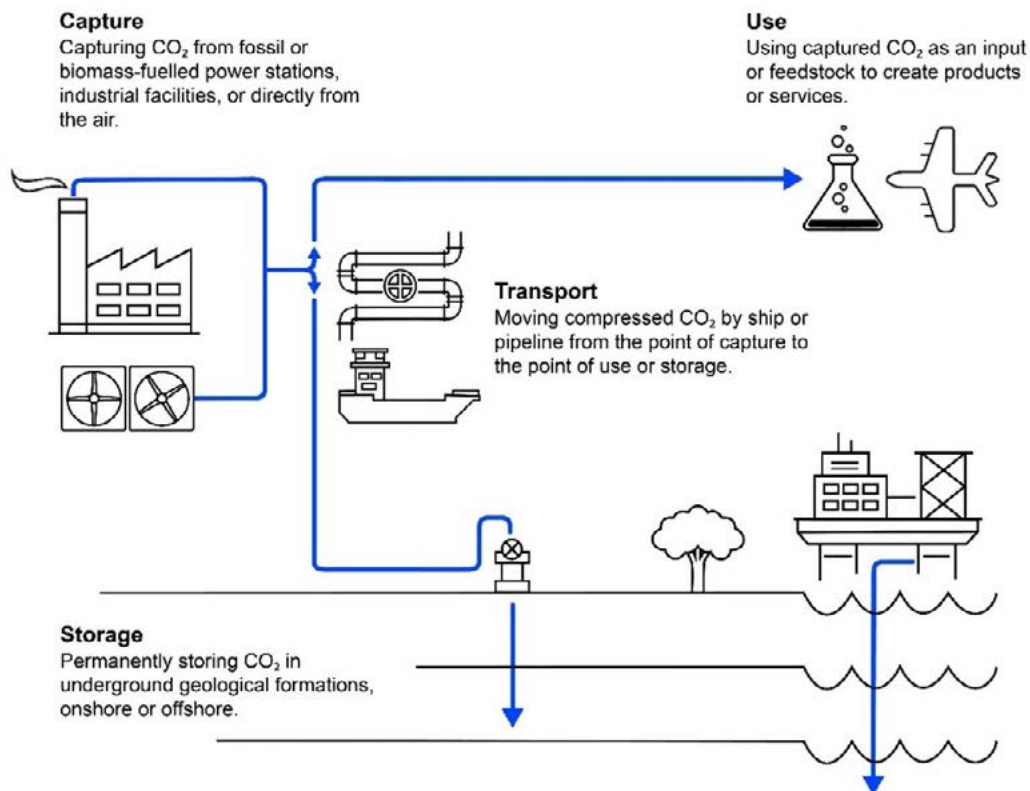 Capture
Capturing CO₂ from fossil or
biomass-fuelled power stations,
industrial facilities, or directly from
the air.
Use
Using captured CO₂ as an input
or feedstock to create products
or services.
Transport
Moving compressed CO₂ by ship or
pipeline from the point of capture to
the point of use or storage.
Storage
Permanently storing CO₂ in
underground geological formations,
onshore or offshore.